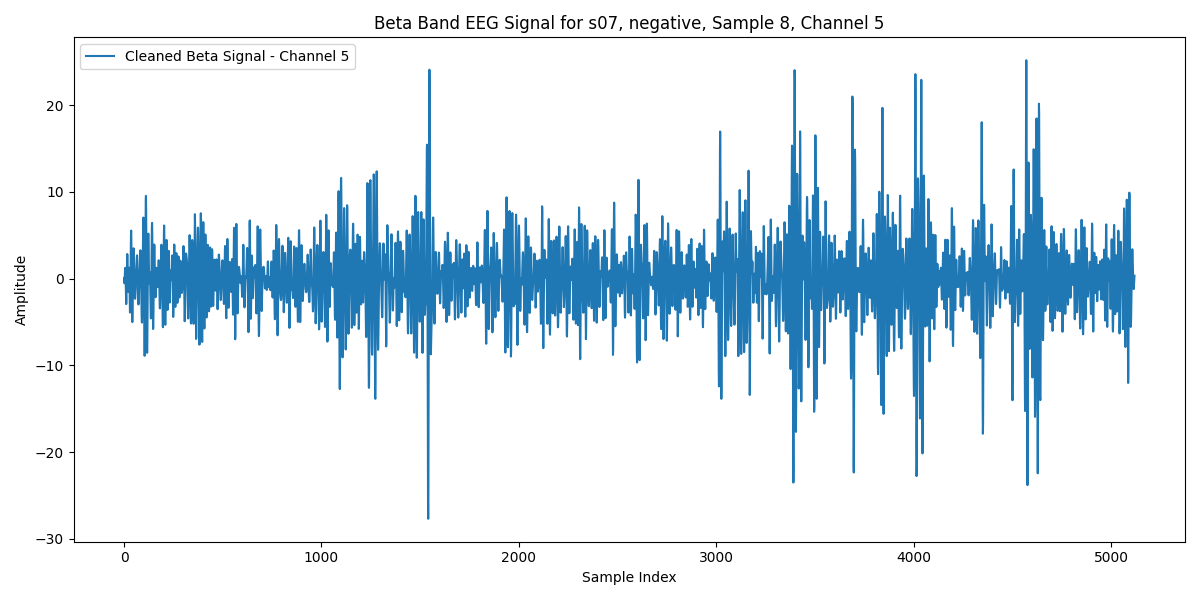 Beta Band EEG Signal for s07, negative, Sample 8, Channel 5
Cleaned Beta Signal - Channel 5
Amplitude
20
10
0
−10
−20
−30
0 1000 2000 3000 4000 5000
Sample Index